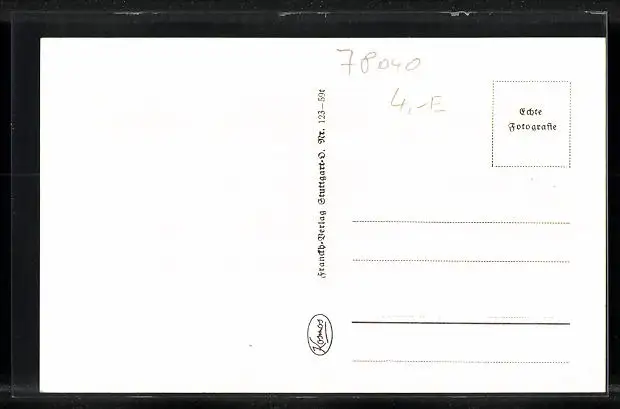 78040
4,-E
Echte
Fotografie
Franckh-Verlag Stuttgart-O. Nr. 123—59t
Kosmos